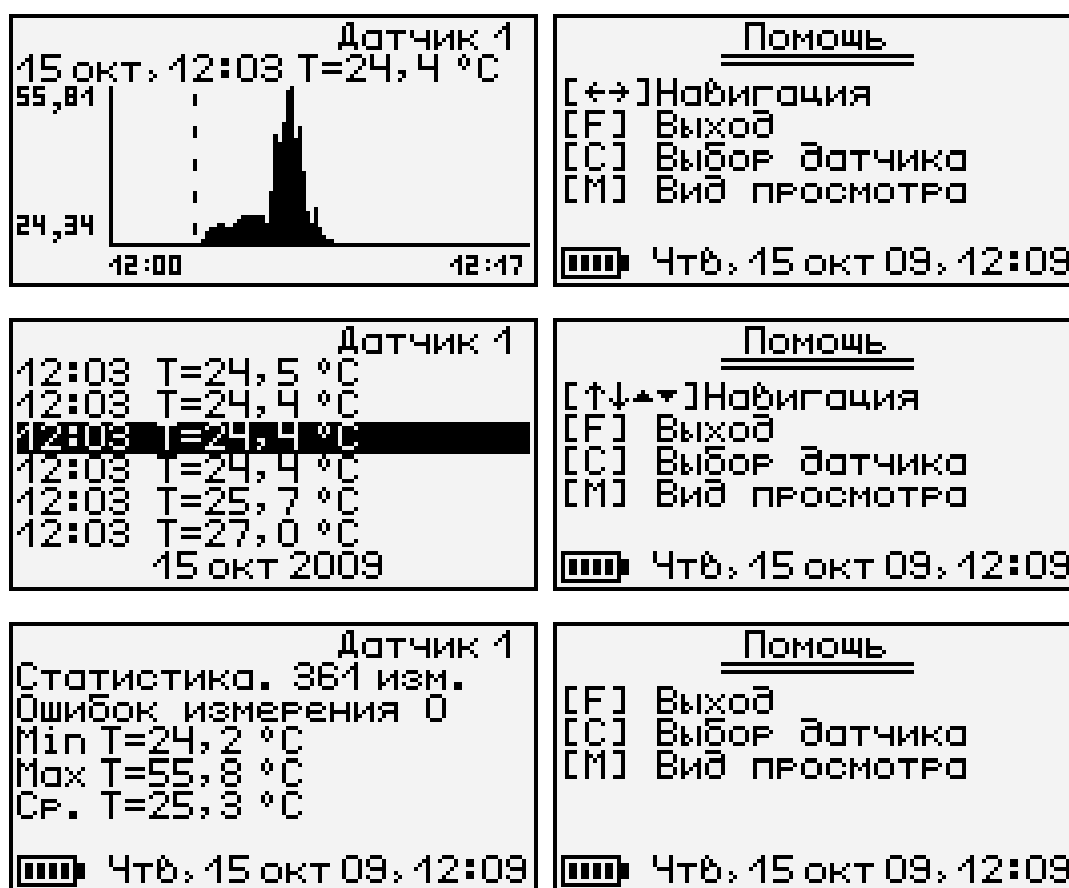 Датчик 1
15 окт, 12:03 T=24,4 °C
55,81
24,34
12:00 12:17
Помощь
[←→]Навигация
[F] Выход
[C] Выбор датчика
[M] Вид просмотра
Чтв, 15 окт 09, 12:09
Датчик 1
12:03 T=24,5 °C
12:03 T=24,4 °C
12:03 T=24,4 °C
12:03 T=24,4 °C
12:03 T=25,7 °C
12:03 T=27,0 °C
15 окт 2009
Помощь
[↑↓▲▼]Навигация
[F] Выход
[C] Выбор датчика
[M] Вид просмотра
Чтв, 15 окт 09, 12:09
Датчик 1
Статистика. 361 изм.
Ошибок измерения 0
Min T=24,2 °C
Max T=55,8 °C
Ср. T=25,3 °C
Чтв, 15 окт 09, 12:09
Помощь
[F] Выход
[C] Выбор датчика
[M] Вид просмотра
Чтв, 15 окт 09, 12:09